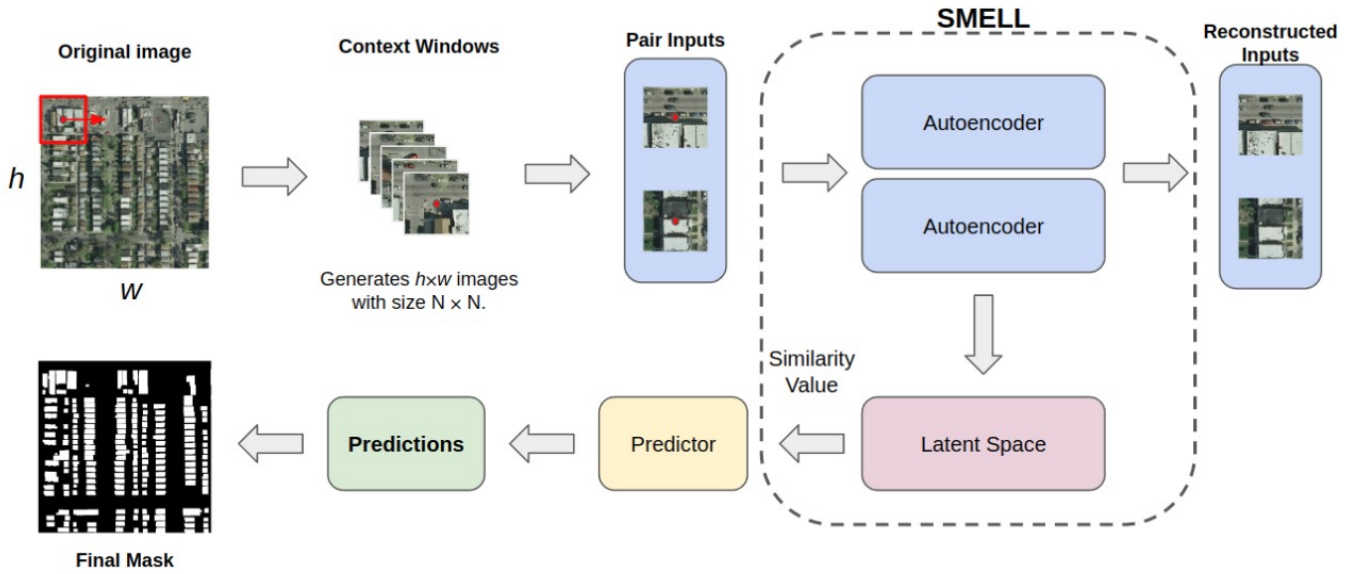 SMELL
Original image
Context Windows
Pair Inputs
Reconstructed
Inputs
Autoencoder
Autoencoder
h
w
Generates h×w images
with size N × N.
Similarity
Value
Latent Space
Predictor
Predictions
Final Mask